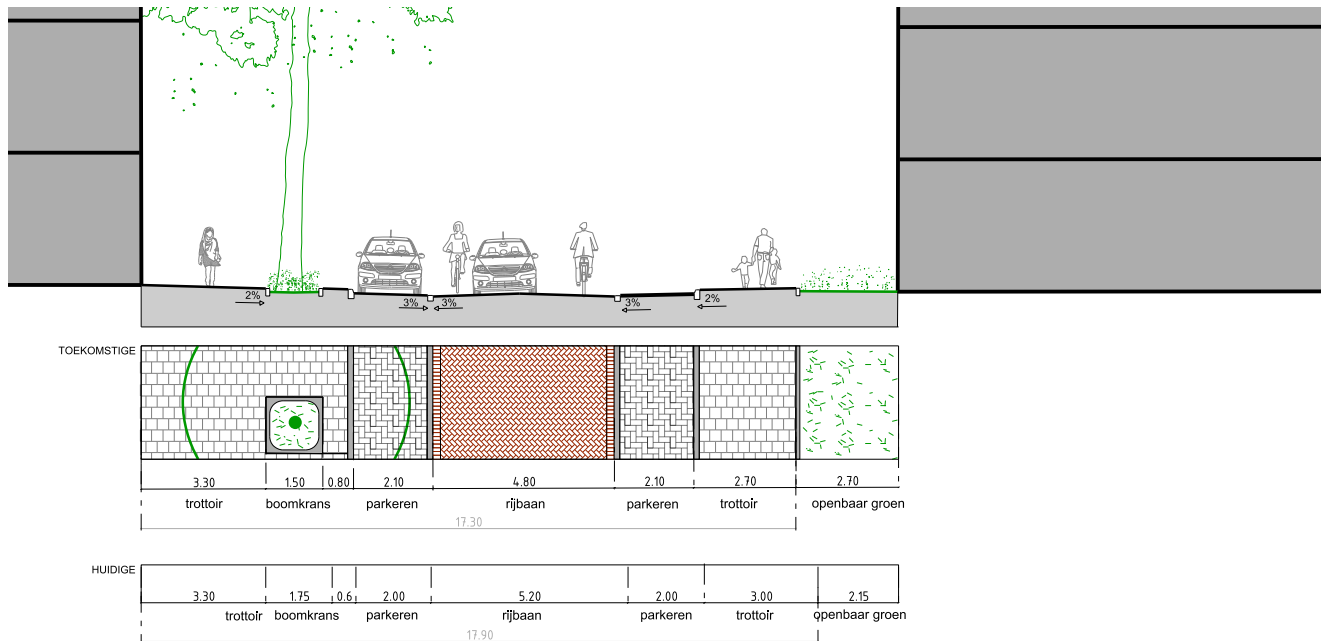 2% 3% 3% 3% 2%
TOEKOMSTIGE
3.30 1.50 0.80 2.10 4.80 2.10 2.70 2.70
trottoir boomkrans parkeren rijbaan parkeren trottoir openbaar groen
17.30
HUIDIGE
3.30 1.75 0.6 2.00 5.20 2.00 3.00 2.15
trottoir boomkrans parkeren rijbaan parkeren trottoir openbaar groen
17.90